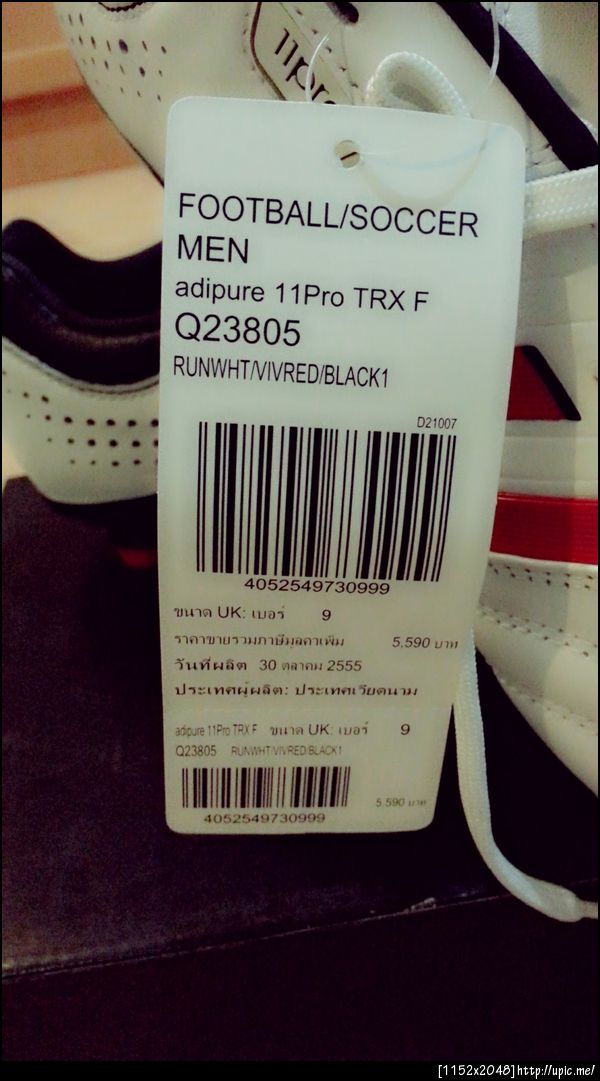 11pro
FOOTBALL/SOCCER
MEN
adipure 11Pro TRX F
Q23805
RUNWHT/VIVRED/BLACK1
D21007
4052549730999
ขนาด UK: เบอร์ 9
ราคาขายรวมภาษีมูลค่าเพิ่ม 5,590 บาท
วันที่ผลิต 30 ตุลาคม 2555
ประเทศผู้ผลิต: ประเทศเวียดนาม
adipure 11Pro TRX F ขนาด UK: เบอร์ 9
Q23805 RUNWHT/VIVRED/BLACK1
5,590 บาท
4052549730999
[1152x2048]http://upic.me/